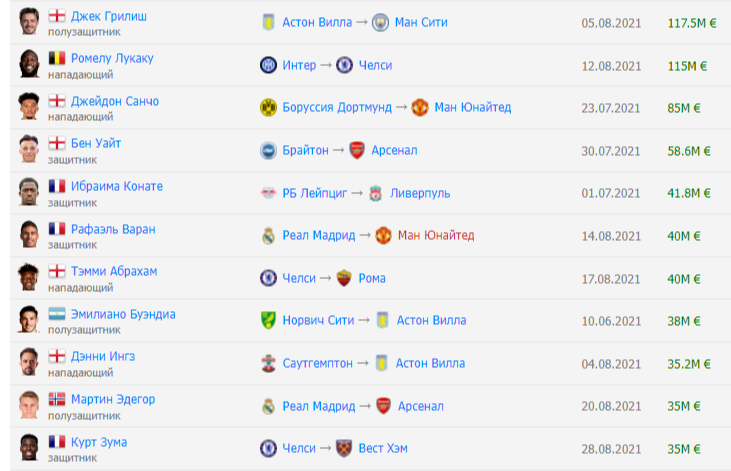 Джек Грилиш
полузащитник
Астон Вилла → Ман Сити 05.08.2021 117.5M €
Ромелу Лукаку
нападающий
Интер → Челси 12.08.2021 115M €
Джейдон Санчо
нападающий
Боруссия Дортмунд → Ман Юнайтед 23.07.2021 85M €
Бен Уайт
защитник
Брайтон → Арсенал 30.07.2021 58.6M €
Ибраима Конате
защитник
РБ Лейпциг → Ливерпуль 01.07.2021 41.8M €
Рафаэль Варан
защитник
Реал Мадрид → Ман Юнайтед 14.08.2021 40M €
Тэмми Абрахам
нападающий
Челси → Рома 17.08.2021 40M €
Эмилиано Буэндиа
полузащитник
Норвич Сити → Астон Вилла 10.06.2021 38M €
Дэнни Ингз
нападающий
Саутгемптон → Астон Вилла 04.08.2021 35.2M €
Мартин Эдегор
полузащитник
Реал Мадрид → Арсенал 20.08.2021 35M €
Курт Зума
защитник
Челси → Вест Хэм 28.08.2021 35M €